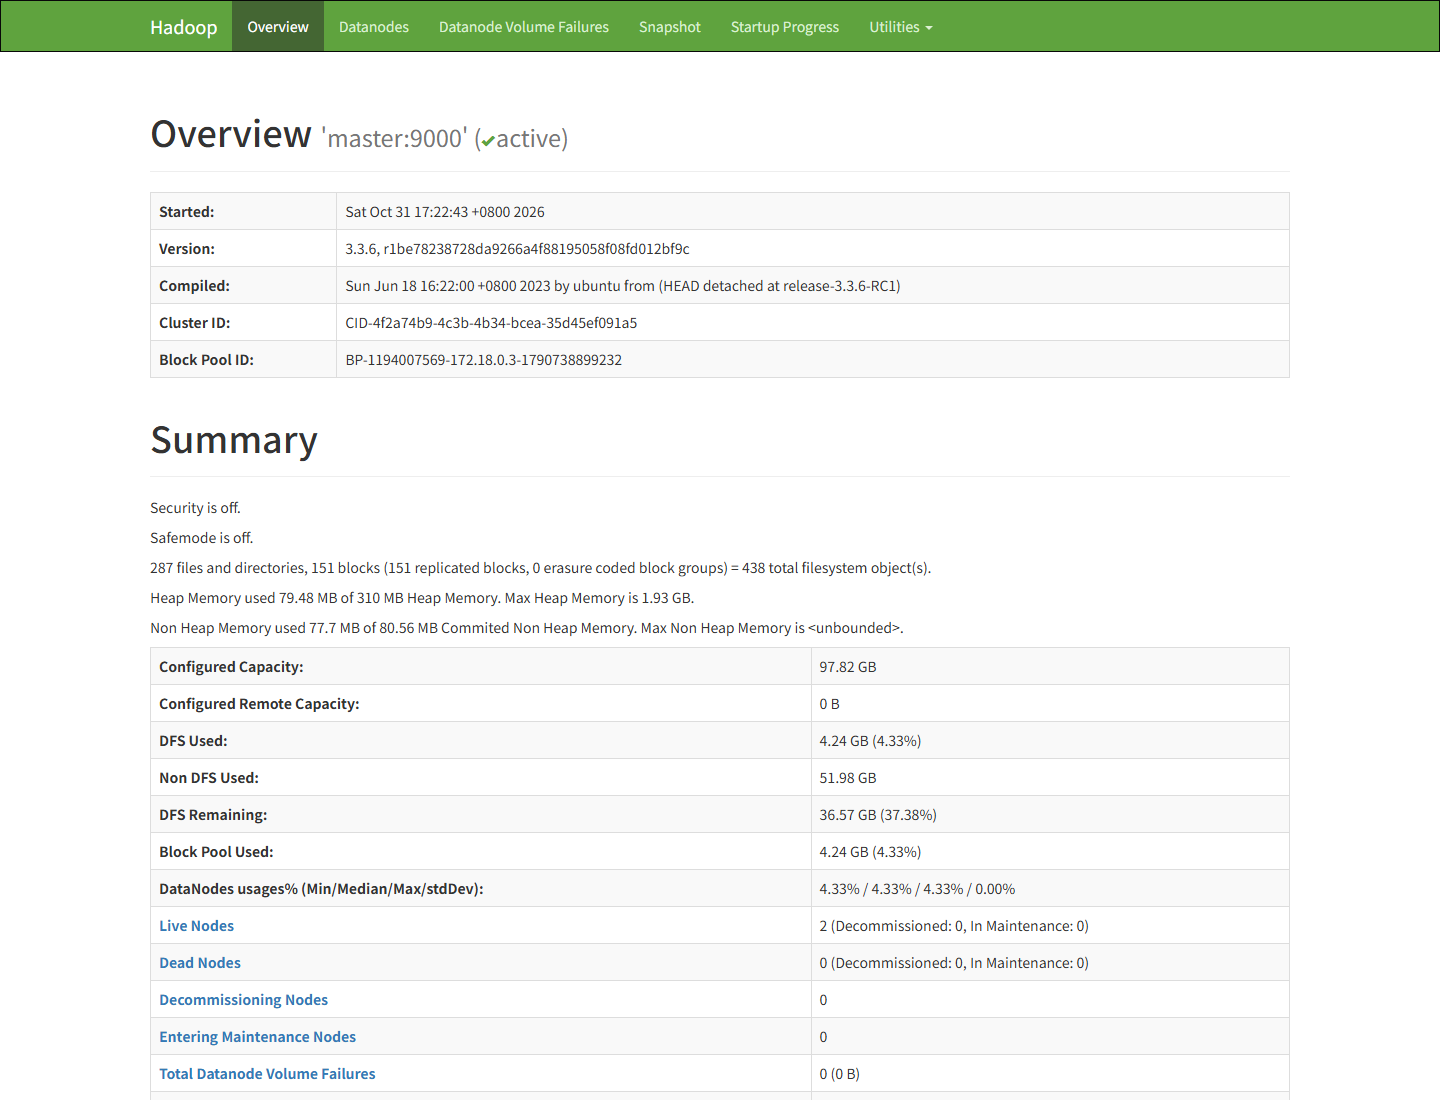 Hadoop Overview Datanodes Datanode Volume Failures Snapshot Startup Progress Utilities
Overview 'master:9000' (✔active)
Started: Sat Oct 31 17:22:43 +0800 2026
Version: 3.3.6, r1be78238728da9266a4f88195058f08fd012bf9c
Compiled: Sun Jun 18 16:22:00 +0800 2023 by ubuntu from (HEAD detached at release-3.3.6-RC1)
Cluster ID: CID-4f2a74b9-4c3b-4b34-bcea-35d45ef091a5
Block Pool ID: BP-1194007569-172.18.0.3-1790738899232
Summary
Security is off.
Safemode is off.
287 files and directories, 151 blocks (151 replicated blocks, 0 erasure coded block groups) = 438 total filesystem object(s).
Heap Memory used 79.48 MB of 310 MB Heap Memory. Max Heap Memory is 1.93 GB.
Non Heap Memory used 77.7 MB of 80.56 MB Commited Non Heap Memory. Max Non Heap Memory is <unbounded>.
Configured Capacity: 97.82 GB
Configured Remote Capacity: 0 B
DFS Used: 4.24 GB (4.33%)
Non DFS Used: 51.98 GB
DFS Remaining: 36.57 GB (37.38%)
Block Pool Used: 4.24 GB (4.33%)
DataNodes usages% (Min/Median/Max/stdDev): 4.33% / 4.33% / 4.33% / 0.00%
Live Nodes 2 (Decommissioned: 0, In Maintenance: 0)
Dead Nodes 0 (Decommissioned: 0, In Maintenance: 0)
Decommissioning Nodes 0
Entering Maintenance Nodes 0
Total Datanode Volume Failures 0 (0 B)